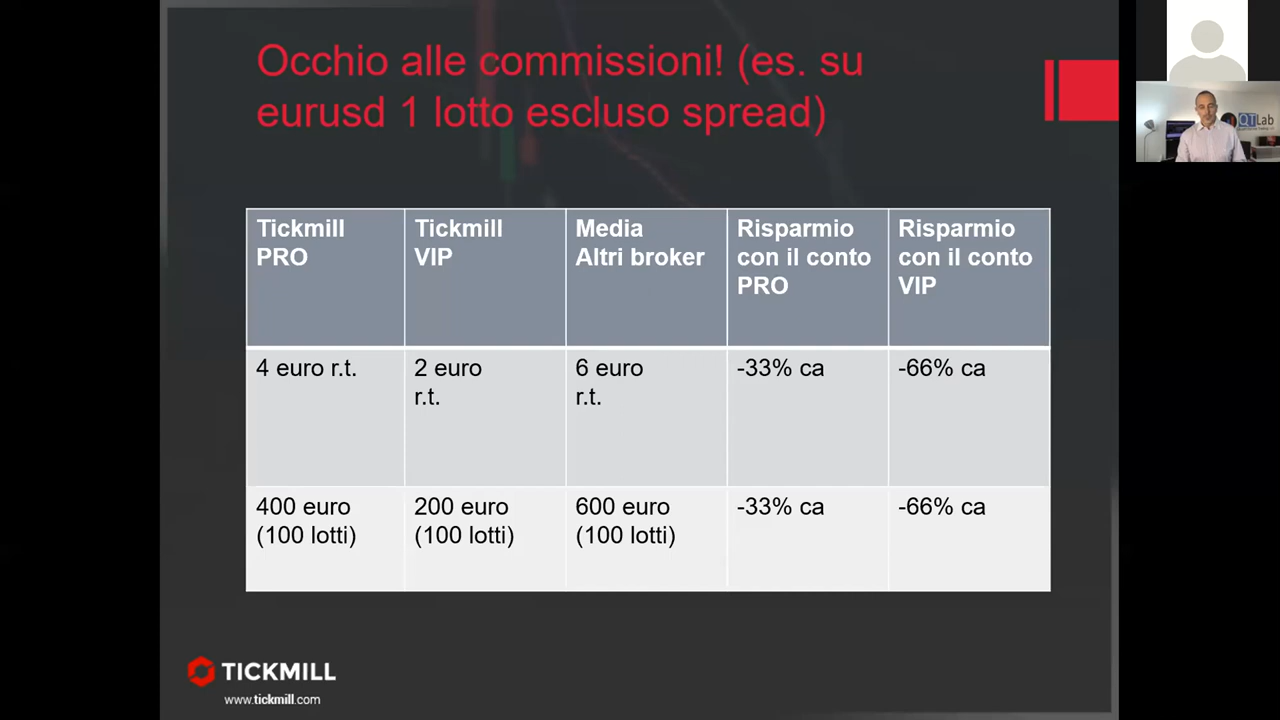 Occhio alle commissioni! (es. su
eurusd 1 lotto escluso spread)
Tickmill
PRO
Tickmill
VIP
Media
Altri broker
Risparmio
con il conto
PRO
Risparmio
con il conto
VIP
4 euro r.t.
2 euro
r.t.
6 euro
r.t.
-33% ca
-66% ca
400 euro
(100 lotti)
200 euro
(100 lotti)
600 euro
(100 lotti)
-33% ca
-66% ca
TICKMILL
www.tickmill.com
QTLab